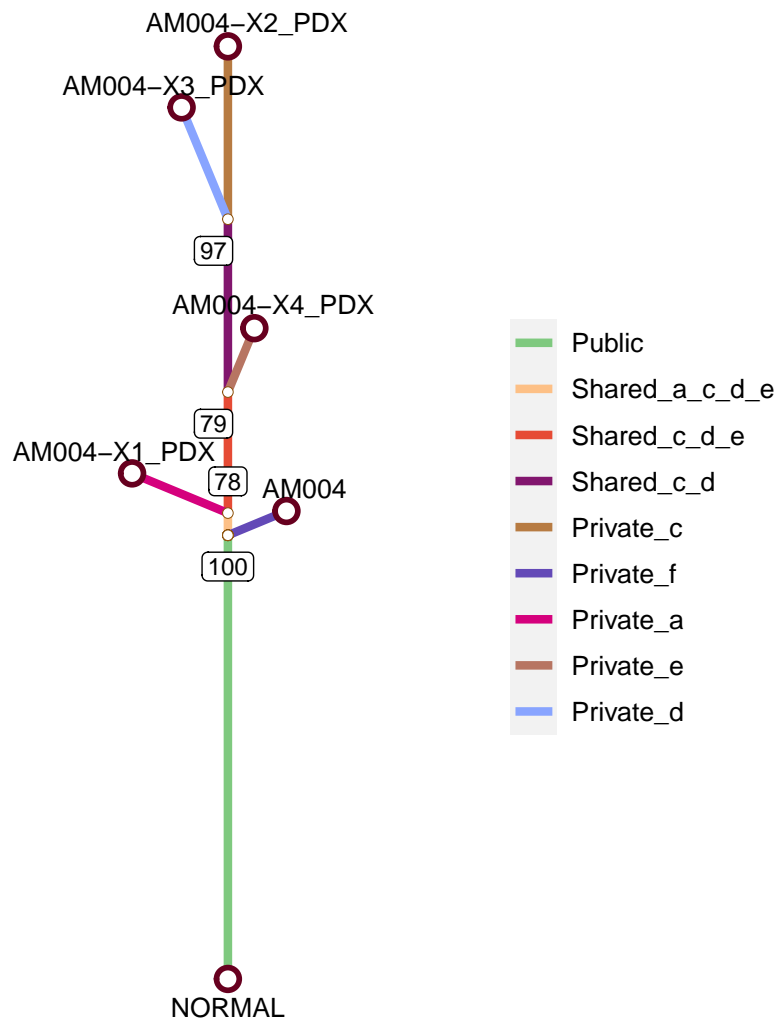 AM004−X2_PDX
AM004−X3_PDX
97
AM004−X4_PDX
79
AM004−X1_PDX
78
AM004
100
NORMAL
Public
Shared_a_c_d_e
Shared_c_d_e
Shared_c_d
Private_c
Private_f
Private_a
Private_e
Private_d